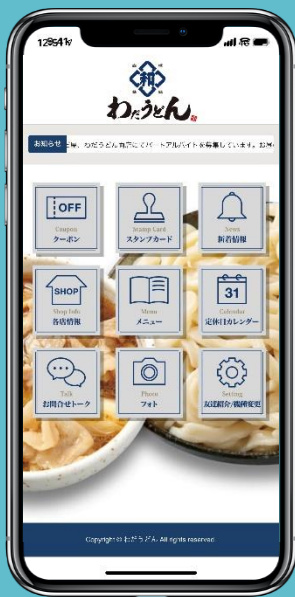 和
わだうどん
お知らせ わだうどん両店にてパートアルバイトを募集しています。お
OFF
Coupon
クーポン
Stamp Card
スタンプカード
News
新着情報
SHOP
Shop Info
各店情報
Menu
メニュー
31
Calendar
定休日カレンダー
Talk
お問合せトーク
Photo
フォト
Setting
友達紹介/機種変更
Copyright © わだうどん All rights reserved.